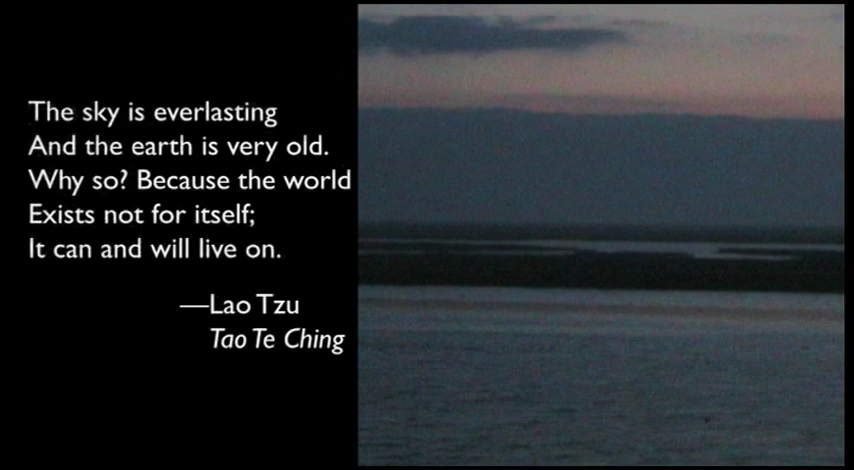 The sky is everlasting
And the earth is very old.
Why so? Because the world
Exists not for itself;
It can and will live on.
—Lao Tzu
Tao Te Ching